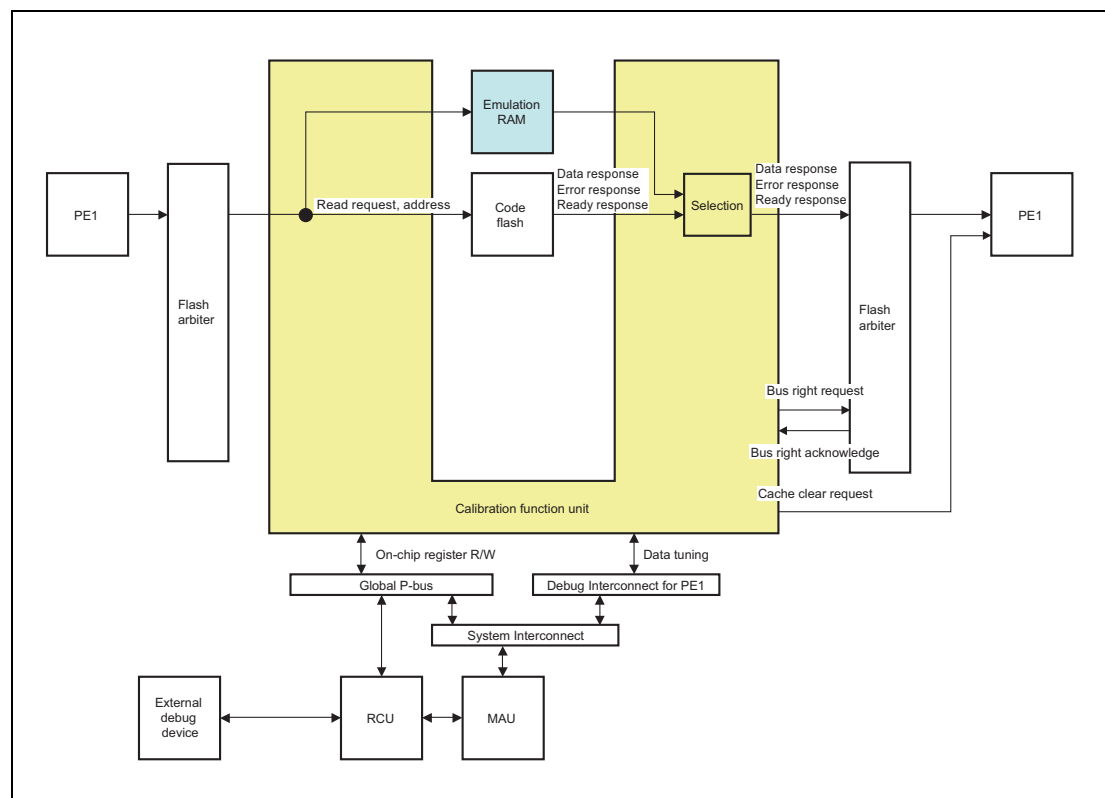 Emulation
RAM
PE1
Flash
arbiter
Read request, address
Code
flash
Data response
Error response
Ready response
Selection
Data response
Error response
Ready response
Flash
arbiter
PE1
Bus right request
Bus right acknowledge
Cache clear request
Calibration function unit
On-chip register R/W
Data tuning
Global P-bus
Debug Interconnect for PE1
System Interconnect
External
debug
device
RCU
MAU